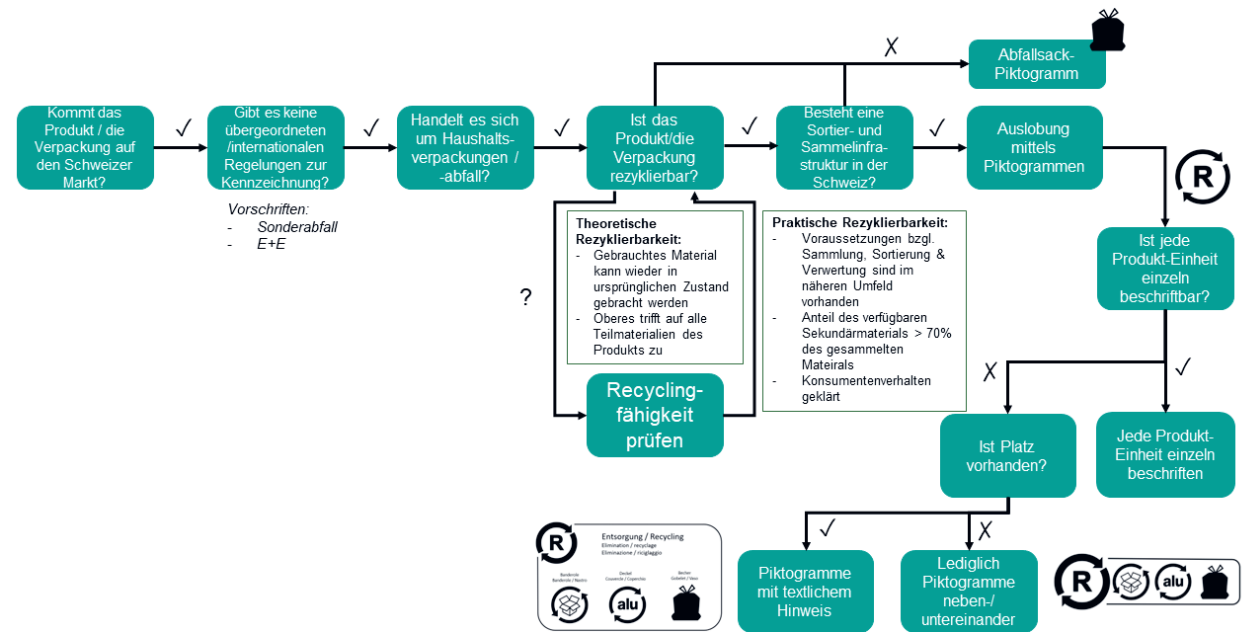 Abfallsack-
Piktogramm
Kommt das
Produkt / die
Verpackung auf
den Schweizer
Markt?
Gibt es keine
übergeordneten
/internationalen
Regelungen zur
Kennzeichnung?
Handelt es sich
um Haushalts-
verpackungen /
-abfall?
Ist das
Produkt/die
Verpackung
rezyklierbar?
Besteht eine
Sortier- und
Sammelinfra-
struktur in der
Schweiz?
Auslobung
mittels
Piktogrammen
R
Vorschriften:
- Sonderabfall
- E+E
?
Theoretische
Rezyklierbarkeit:
- Gebrauchtes Material
kann wieder in
ursprünglichen Zustand
gebracht werden
- Oberes trifft auf alle
Teilmaterialien des
Produkts zu
Praktische Rezyklierbarkeit:
- Voraussetzungen bzgl.
Sammlung, Sortierung &
Verwertung sind im
näheren Umfeld
vorhanden
- Anteil des verfügbaren
Sekundärmaterials > 70%
des gesammelten
Mateirals
- Konsumentenverhalten
geklärt
Ist jede
Produkt-Einheit
einzeln
beschriftbar?
Recycling-
fähigkeit
prüfen
Ist Platz
vorhanden?
Jede Produkt-
Einheit einzeln
beschriften
R
Entsorgung / Recycling
Elimination / recyclage
Eliminazione / riciglaggio
Banderole
Deckel
Becher
alu
Piktogramme
mit textlichem
Hinweis
Lediglich
Piktogramme
neben-/
untereinander
R
alu